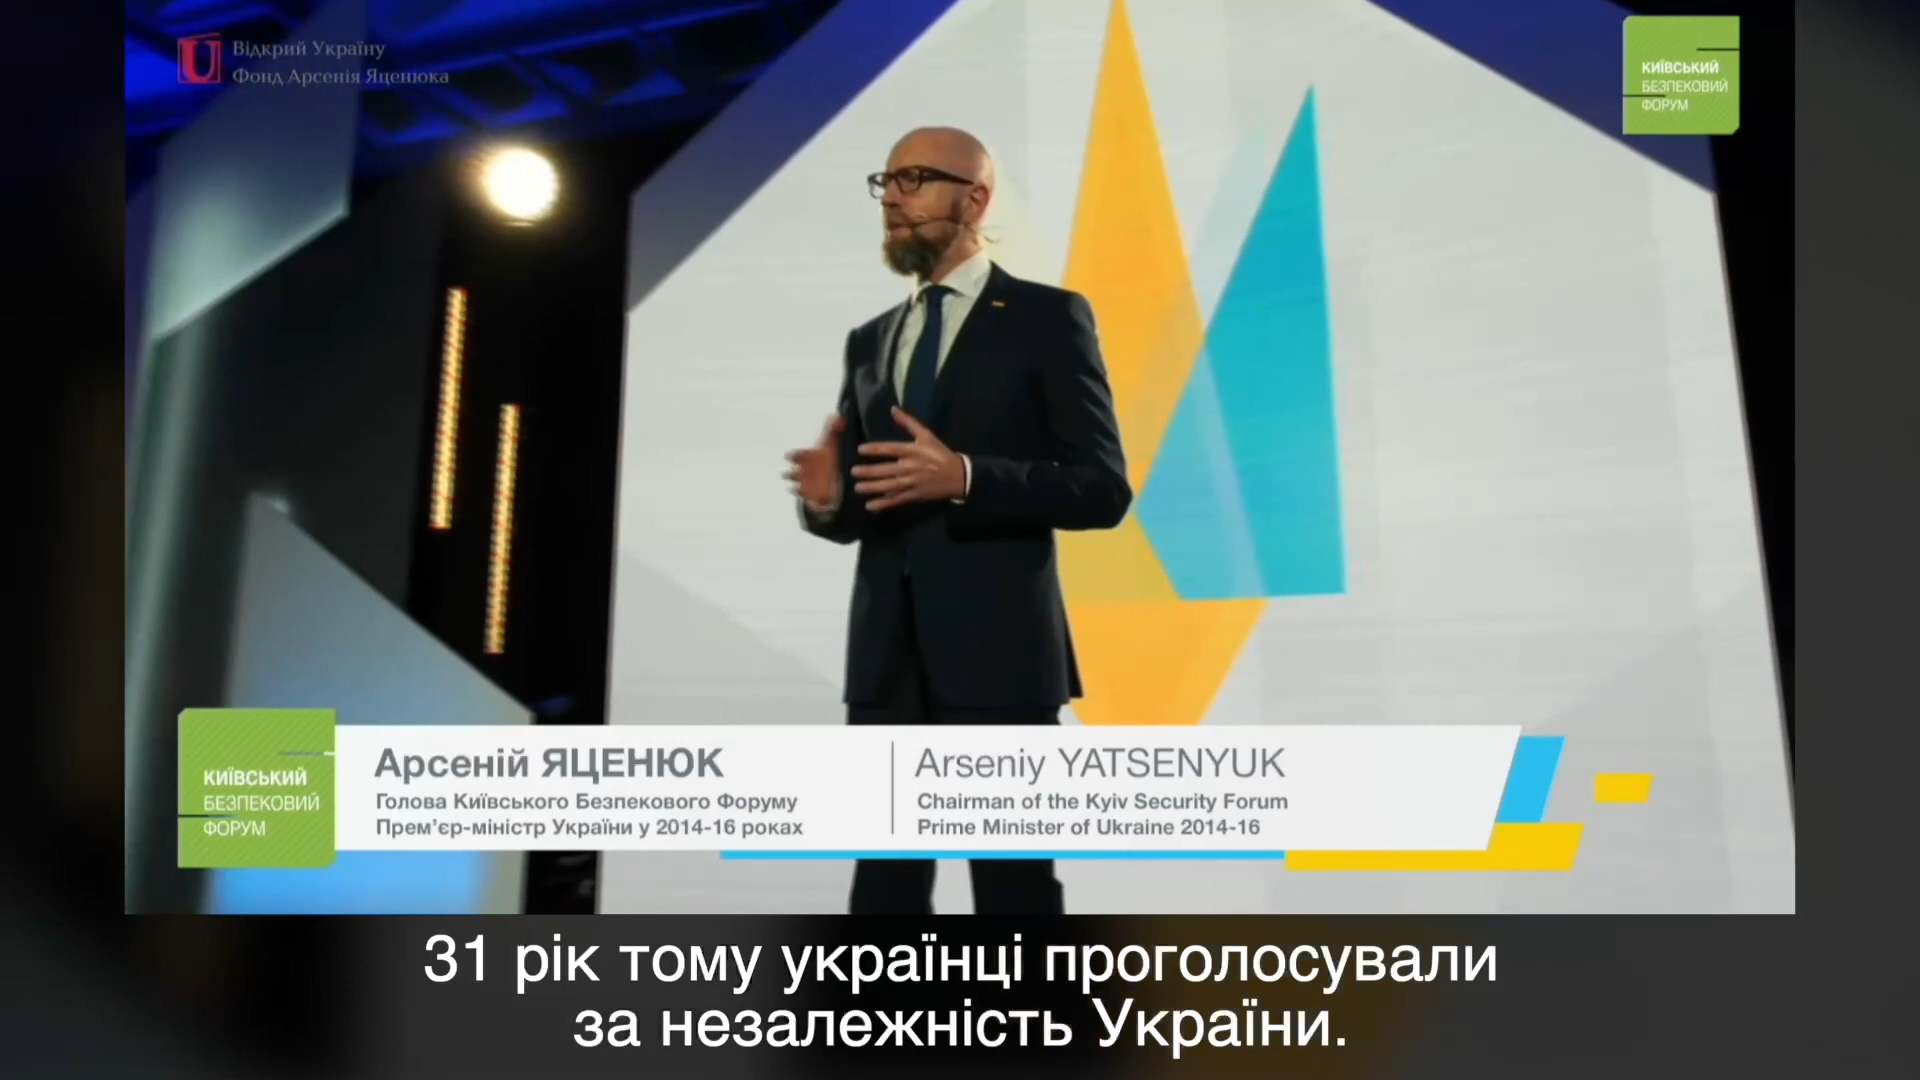 Відкрий Україну
Фонд Арсенія Яценюка
КИЇВСЬКИЙ
БЕЗПЕКОВИЙ
ФОРУМ
КИЇВСЬКИЙ
БЕЗПЕКОВИЙ
ФОРУМ
Арсеній ЯЦЕНЮК
Голова Київського Безпекового Форуму
Прем’єр-міністр України у 2014-16 роках
Arseniy YATSENYUK
Chairman of the Kyiv Security Forum
Prime Minister of Ukraine 2014-16
31 рік тому українці проголосували
за незалежність України.